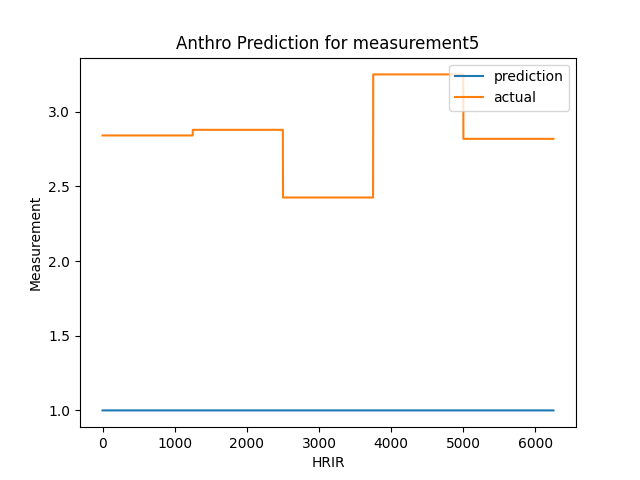 Anthro Prediction for measurement5
prediction
actual
Measurement
3.0
2.5
2.0
1.5
1.0
0 1000 2000 3000 4000 5000 6000
HRIR